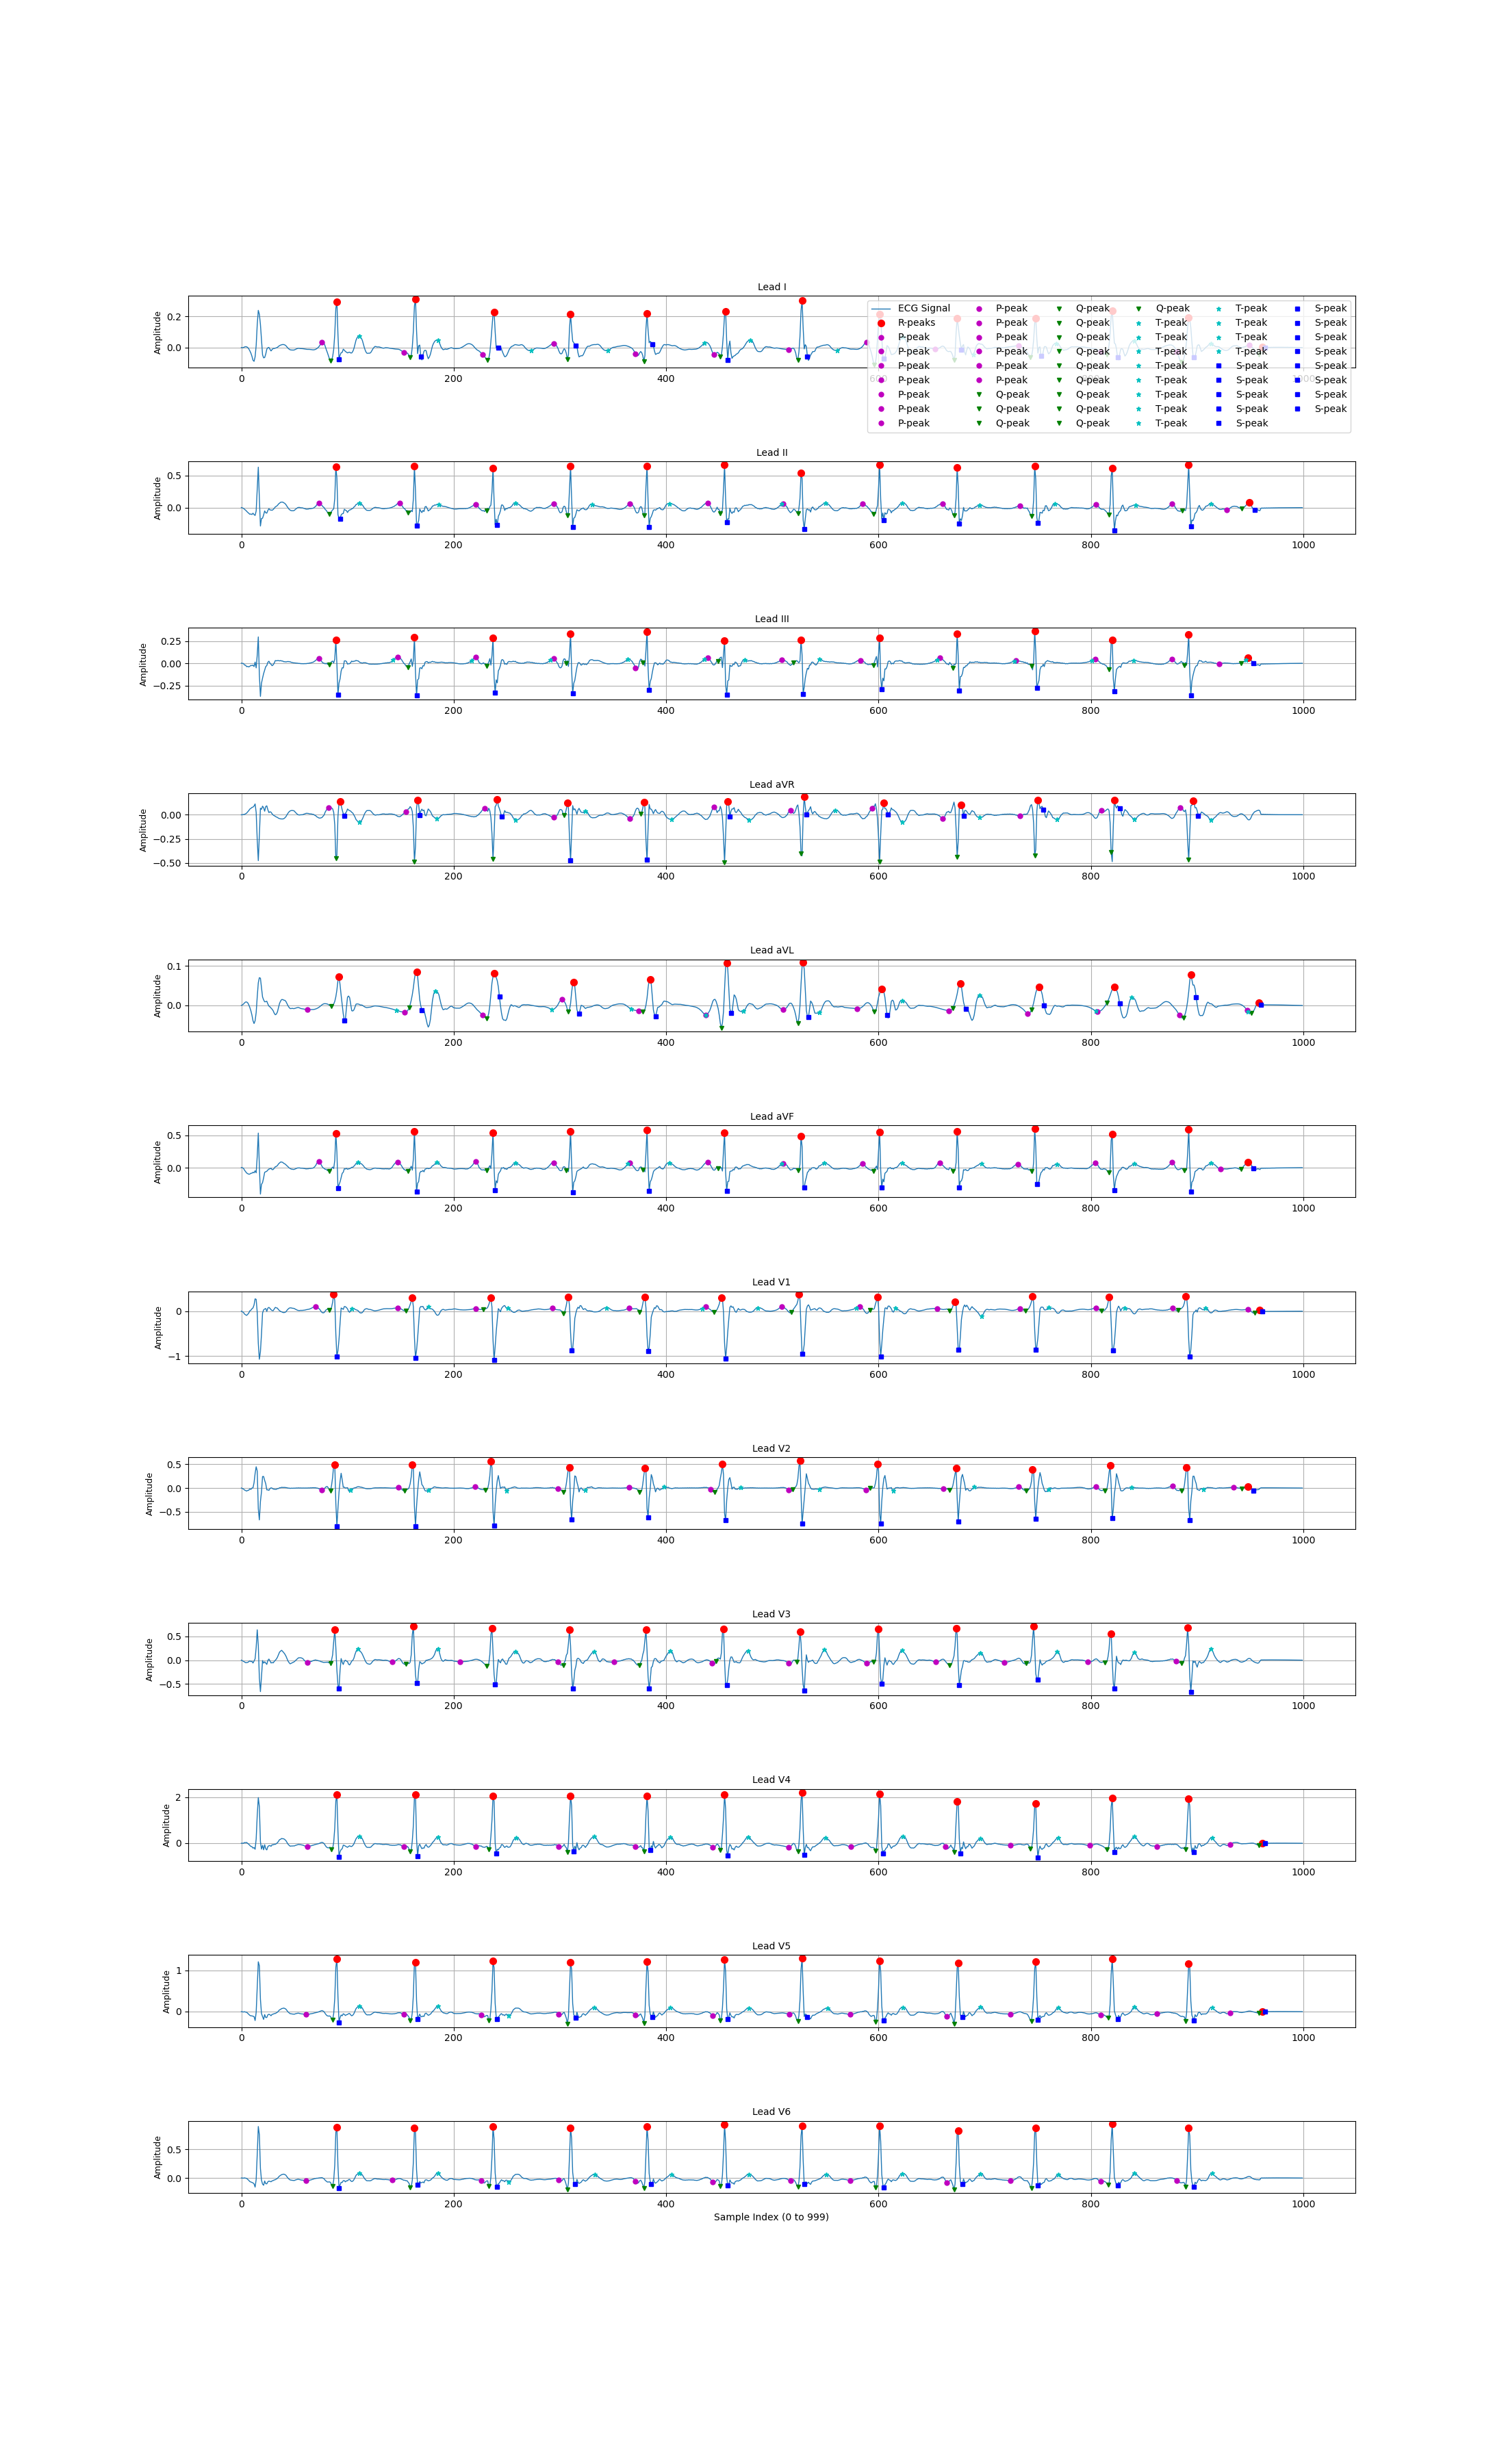 Lead I
Amplitude
0.2
0.0
0 200 400 600 800 1000
ECG Signal P-peak Q-peak Q-peak T-peak S-peak
R-peaks P-peak Q-peak T-peak T-peak S-peak
P-peak P-peak Q-peak T-peak T-peak S-peak
P-peak P-peak Q-peak T-peak T-peak S-peak
P-peak P-peak Q-peak T-peak S-peak S-peak
P-peak P-peak Q-peak T-peak S-peak S-peak
P-peak Q-peak Q-peak T-peak S-peak S-peak
P-peak Q-peak Q-peak T-peak S-peak S-peak
P-peak Q-peak Q-peak T-peak S-peak
Lead II
Amplitude
0.5
0.0
0 200 400 600 800 1000
Lead III
Amplitude
0.25
0.00
−0.25
0 200 400 600 800 1000
Lead aVR
Amplitude
0.00
−0.25
−0.50
0 200 400 600 800 1000
Lead aVL
Amplitude
0.1
0.0
0 200 400 600 800 1000
Lead aVF
Amplitude
0.5
0.0
0 200 400 600 800 1000
Lead V1
Amplitude
0
−1
0 200 400 600 800 1000
Lead V2
Amplitude
0.5
0.0
−0.5
0 200 400 600 800 1000
Lead V3
Amplitude
0.5
0.0
−0.5
0 200 400 600 800 1000
Lead V4
Amplitude
2
0
0 200 400 600 800 1000
Lead V5
Amplitude
1
0
0 200 400 600 800 1000
Lead V6
Amplitude
0.5
0.0
0 200 400 600 800 1000
Sample Index (0 to 999)